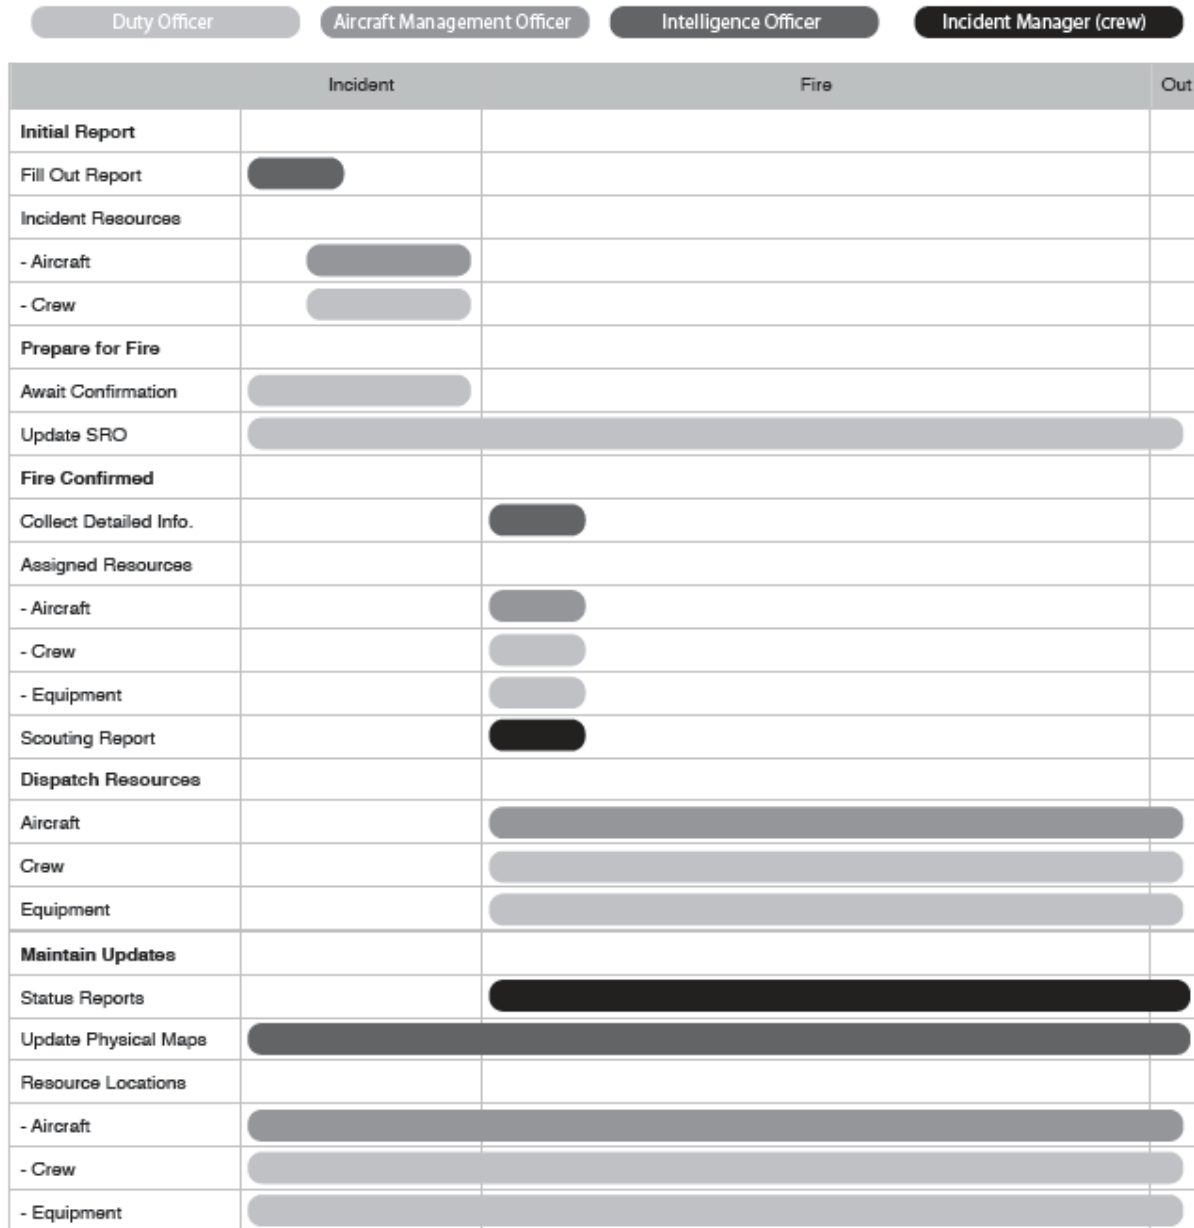 Duty Officer
Aircraft Management Officer
Intelligence Officer
Incident Manager (crew)
Incident
Fire
Out
Initial Report
Fill Out Report
Incident Resources
- Aircraft
- Crew
Prepare for Fire
Await Confirmation
Update SRO
Fire Confirmed
Collect Detailed Info.
Assigned Resources
- Aircraft
- Crew
- Equipment
Scouting Report
Dispatch Resources
Aircraft
Crew
Equipment
Maintain Updates
Status Reports
Update Physical Maps
Resource Locations
- Aircraft
- Crew
- Equipment